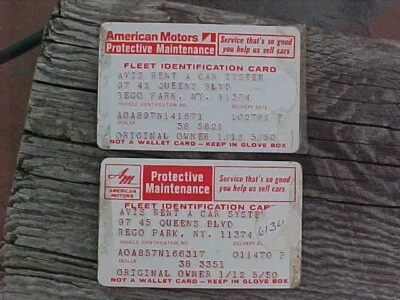 American Motors
Protective Maintenance
Service that's so good
you help us sell cars
FLEET IDENTIFICATION CARD
AVIS RENT A CAR SYSTEM
97 45 QUEENS BLVD
REGO PARK, NY. 11374
VEHICLE IDENTIFICATION NO. DELIVERY DATE
A0A897N141671 102769 F
DEALER
38 5621
ORIGINAL OWNER 1/12 5/50
NOT A WALLET CARD - KEEP IN GLOVE BOX
AM
AMERICAN
MOTORS
Protective
Maintenance
Service that's so good
you help us sell cars
FLEET IDENTIFICATION CARD
AVIS RENT A CAR SYSTE
97 45 QUEENS BLVD
REGO PARK, NY. 11374
VEHICLE IDENTIFICATION NO. DELIVERY
A0A857N166317 011470 F
DEALER
38 3351
ORIGINAL OWNER 1/12 5/50
NOT A WALLET CARD - KEEP IN GLOVE BOX